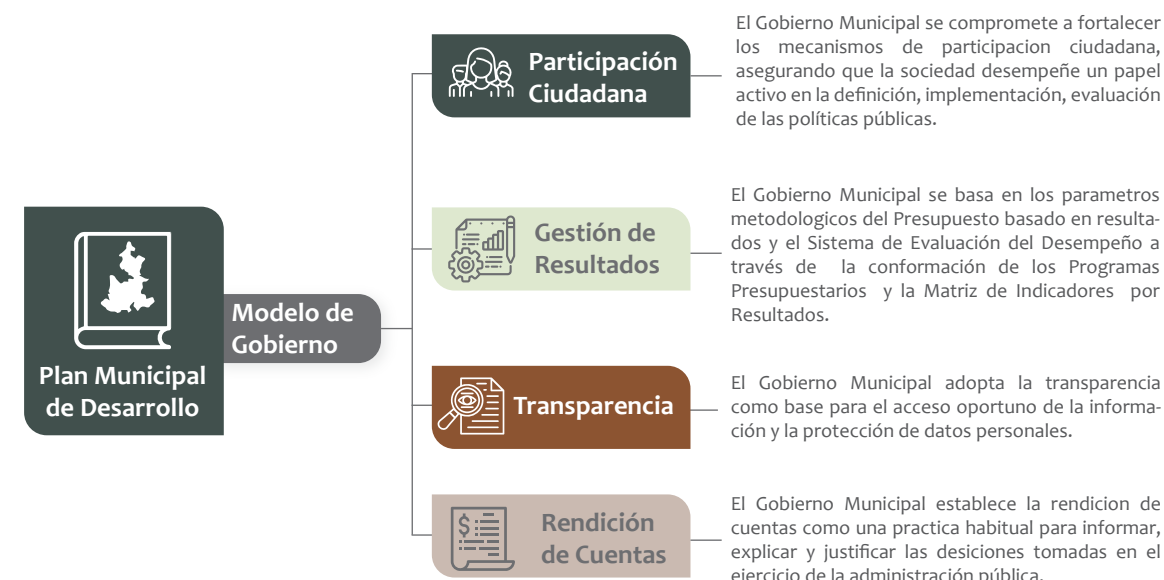 Plan Municipal
de Desarrollo
Modelo de
Gobierno
Participación
Ciudadana
El Gobierno Municipal se compromete a fortalecer
los mecanismos de participacion ciudadana,
asegurando que la sociedad desempeñe un papel
activo en la definición, implementación, evaluación
de las políticas públicas.
Gestión de
Resultados
El Gobierno Municipal se basa en los parametros
metodologicos del Presupuesto basado en resulta-
dos y el Sistema de Evaluación del Desempeño a
través de la conformación de los Programas
Presupuestarios y la Matriz de Indicadores por
Resultados.
Transparencia
El Gobierno Municipal adopta la transparencia
como base para el acceso oportuno de la informa-
ción y la protección de datos personales.
Rendición
de Cuentas
$
El Gobierno Municipal establece la rendicion de
cuentas como una practica habitual para informar,
explicar y justificar las desiciones tomadas en el
ejercicio de la administración pública.